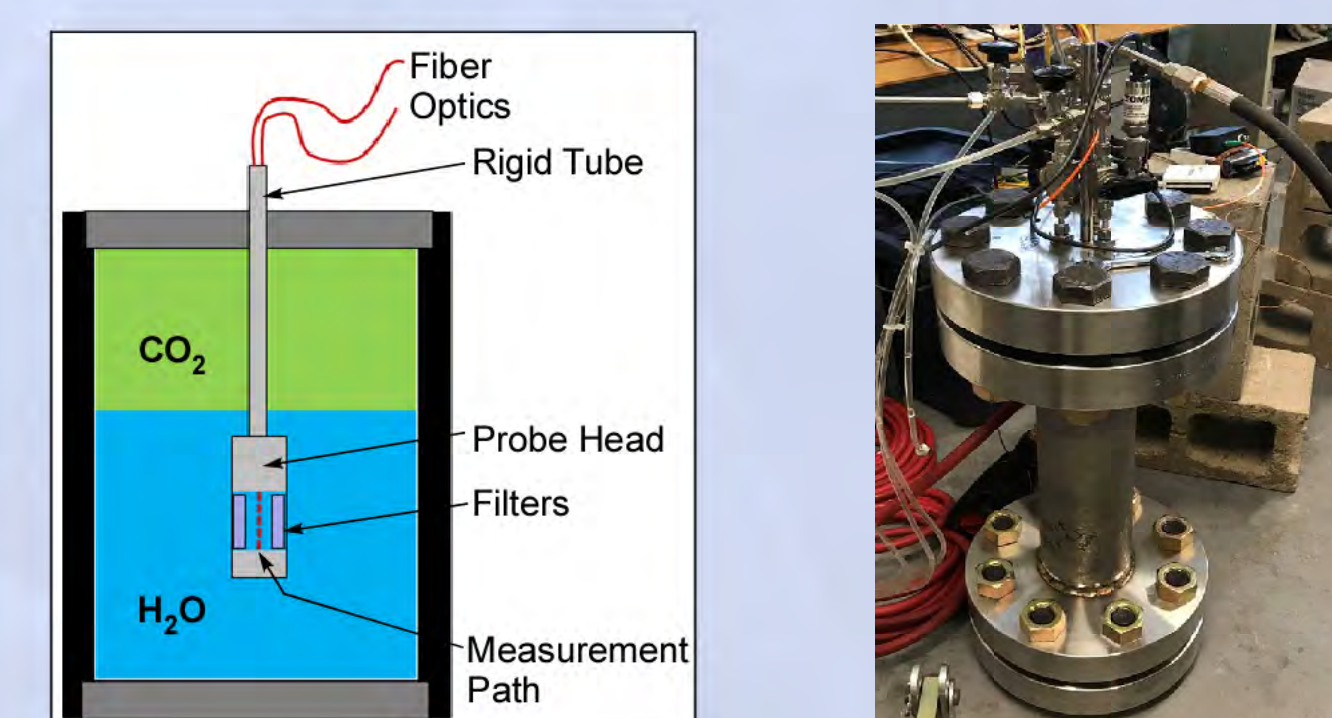 Fiber
Optics
Rigid Tube
CO₂
Probe Head
Filters
H₂O
Measurement
Path